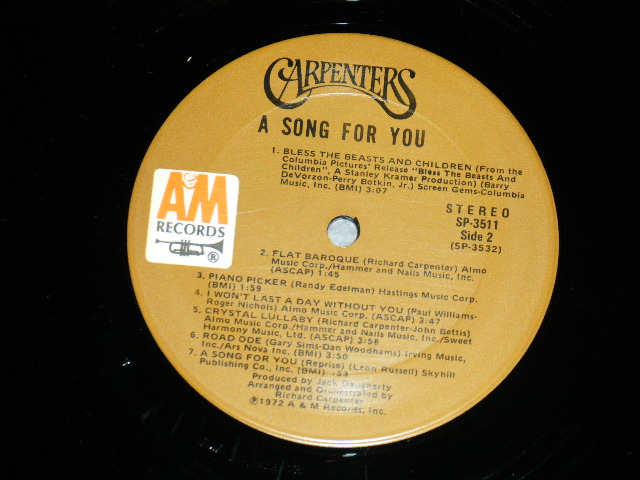 CARPENTERS
A SONG FOR YOU
1. BLESS THE BEASTS AND CHILDREN (From the
Columbia Pictures' Release "Bless The Beasts And
Children", A Stanley Kramer Production) (Barry
DeVorzon-Perry Botkin, Jr.) Screen Gems-Columbia
Music, Inc. (BMI) 3:07
A&M
RECORDS
®
STEREO
SP-3511
Side 2
(SP-3532)
2. FLAT BAROQUE (Richard Carpenter) Almo
Music Corp./Hammer and Nails Music, Inc.
(ASCAP) 1:45
3. PIANO PICKER (Randy Edelman) Hastings Music Corp.
(BMI) 1:59
4. I WON'T LAST A DAY WITHOUT YOU (Paul Williams-
Roger Nichols) Almo Music Corp. (ASCAP) 3:47
5. CRYSTAL LULLABY (Richard Carpenter-John Bettis)
Almo Music Corp./Hammer and Nails Music, Inc./Sweet
Harmony Music, Ltd. (ASCAP) 3:58
6. ROAD ODE (Gary Sims-Dan Woodhams) Irving Music,
Inc./Ars Nova Inc. (BMI) 3:50
7. A SONG FOR YOU (Reprise) (Leon Russell) Skyhill
Publishing Co., Inc. (BMI) :53
Produced by Jack Daugherty
Arranged and Orchestrated by
Richard Carpenter
℗1972 A & M Records, Inc.